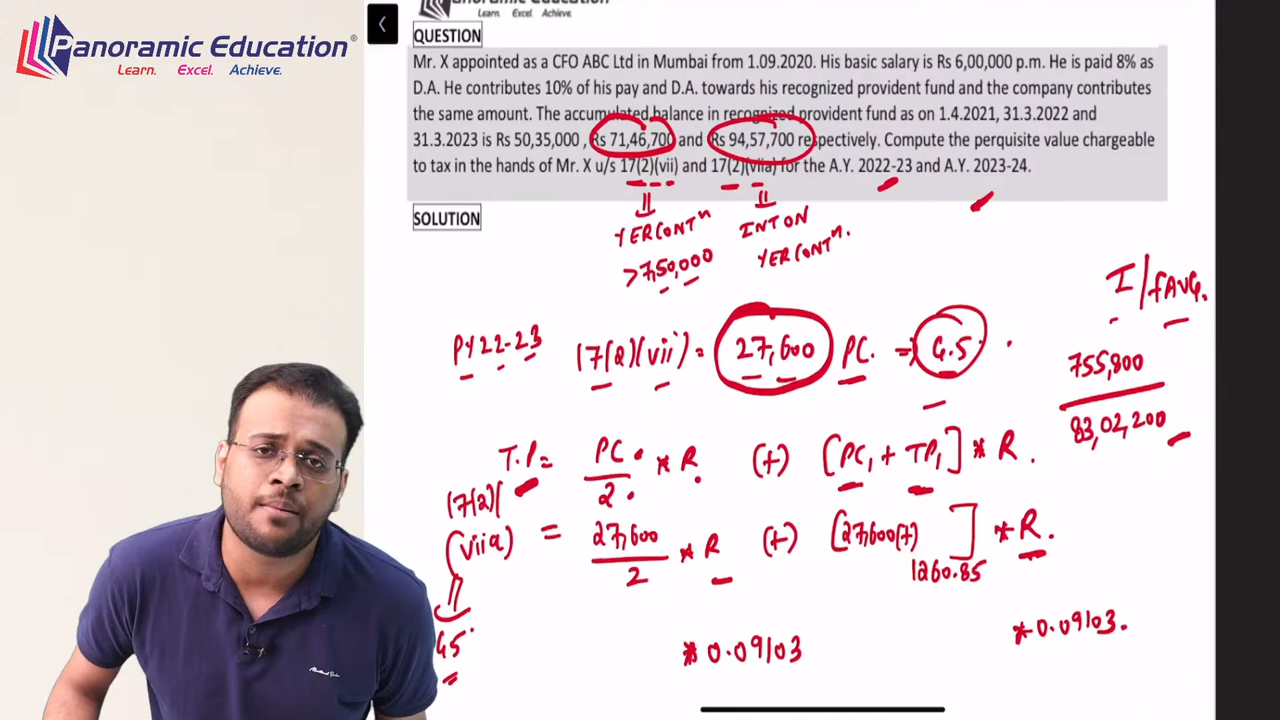 Panoramic Education®
Learn. Excel. Achieve.
Learn. Excel. Achieve.
QUESTION
Mr. X appointed as a CFO ABC Ltd in Mumbai from 1.09.2020. His basic salary is Rs 6,00,000 p.m. He is paid 8% as
D.A. He contributes 10% of his pay and D.A. towards his recognized provident fund and the company contributes
the same amount. The accumulated balance in recognized provident fund as on 1.4.2021, 31.3.2022 and
31.3.2023 is Rs 50,35,000 , Rs 71,46,700 and Rs 94,57,700 respectively. Compute the perquisite value chargeable
to tax in the hands of Mr. X u/s 17(2)(vii) and 17(2)(viia) for the A.Y. 2022-23 and A.Y. 2023-24.
SOLUTION
YERCONTn INT ON
>7,50,000 YERCONTn.
I/fAVG.
PY22-23 17(2)(vii) = 27,600 PC. => G.S.
755,800
83,02,200
T.P = PC/2 * R (+) [PC1 + TP1] * R.
17(2)(
viia) = 27,600/2 * R (+) [27,600(+) 1260.85] * R.
G.S.
* 0.09103 * 0.09103.